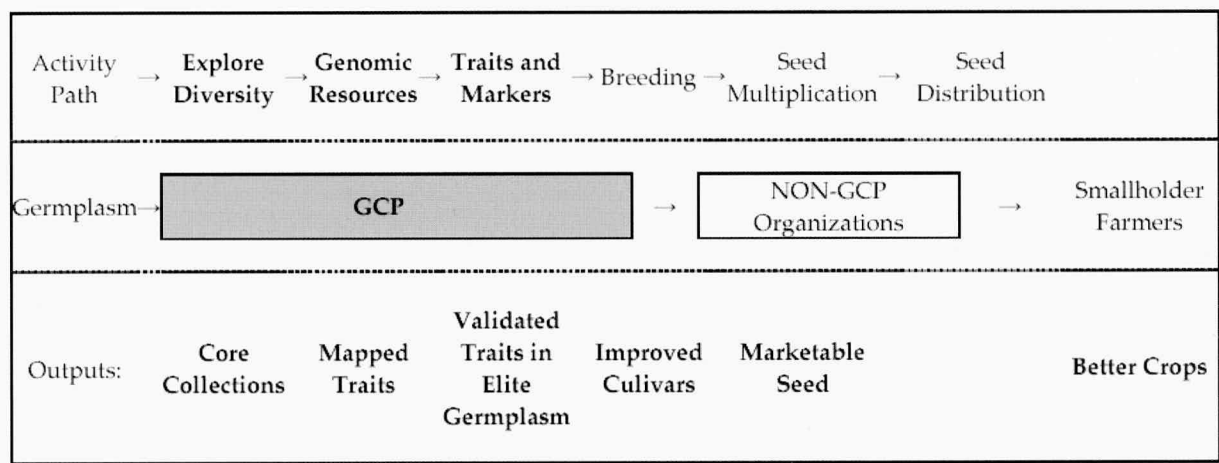 Activity Path → Explore Diversity → Genomic Resources → Traits and Markers → Breeding → Seed Multiplication → Seed Distribution
Germplasm → GCP → NON-GCP Organizations → Smallholder Farmers
Outputs: Core Collections Mapped Traits Validated Traits in Elite Germplasm Improved Culivars Marketable Seed Better Crops